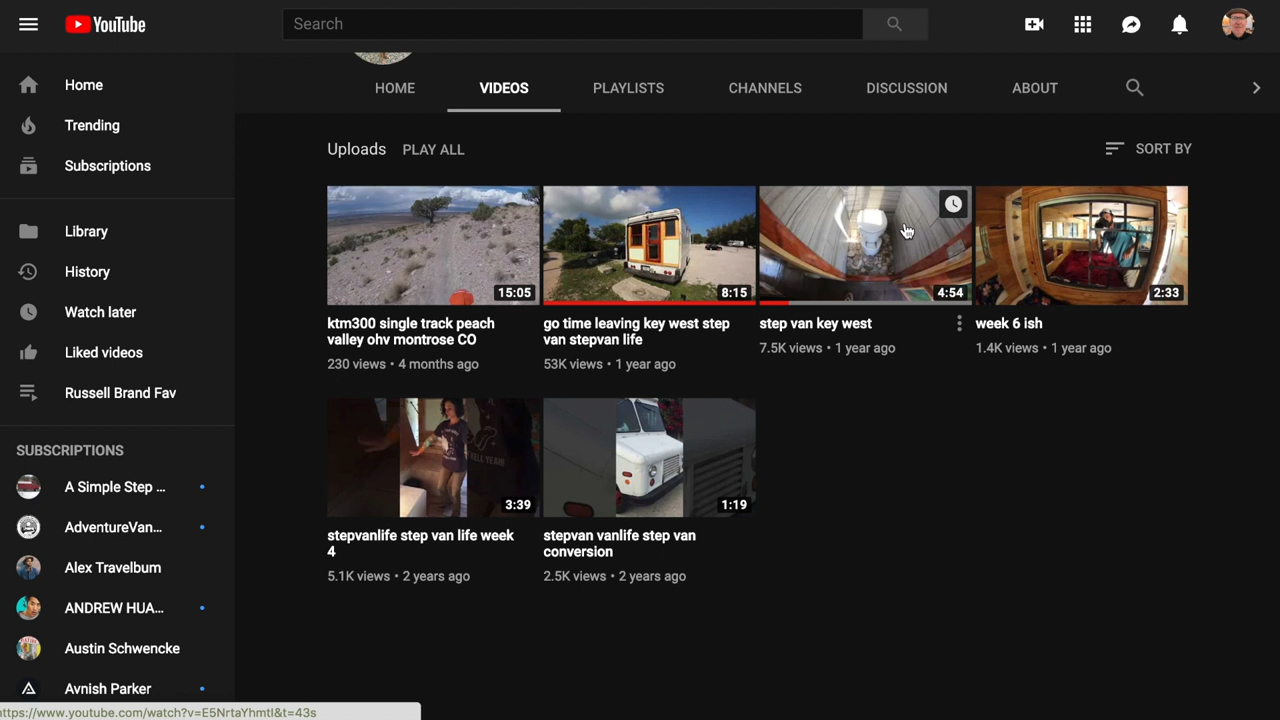 YouTube
Search
Home
Trending
Subscriptions
Library
History
Watch later
Liked videos
Russell Brand Fav
SUBSCRIPTIONS
A Simple Step ...
AdventureVan...
Alex Travelbum
ANDREW HUA...
Austin Schwencke
Avnish Parker
HOME VIDEOS PLAYLISTS CHANNELS DISCUSSION ABOUT
Uploads PLAY ALL
SORT BY
15:05
ktm300 single track peach
valley ohv montrose CO
230 views • 4 months ago
8:15
go time leaving key west step
van stepvan life
53K views • 1 year ago
4:54
step van key west
7.5K views • 1 year ago
2:33
week 6 ish
1.4K views • 1 year ago
3:39
stepvanlife step van life week
4
5.1K views • 2 years ago
1:19
stepvan vanlife step van
conversion
2.5K views • 2 years ago
https://www.youtube.com/watch?v=E5NrtaYhmtI&t=43s